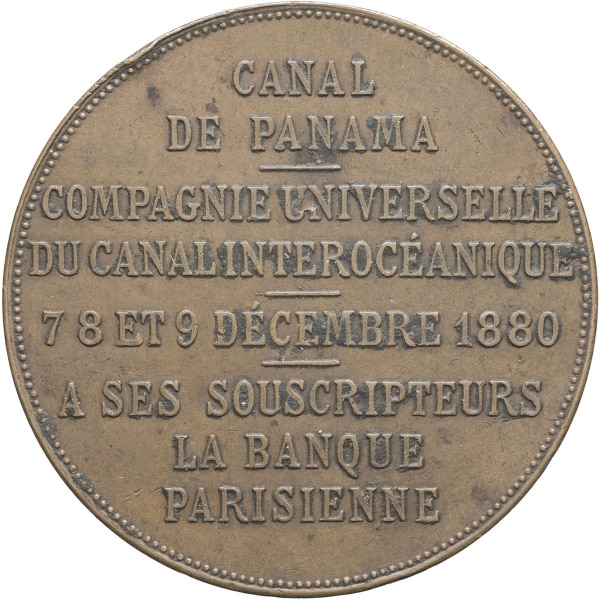 CANAL
DE PANAMA
COMPAGNIE UNIVERSELLE
DU CANAL INTEROCÉANIQUE
7 8 ET 9 DÉCEMBRE 1880
A SES SOUSCRIPTEURS
LA BANQUE
PARISIENNE